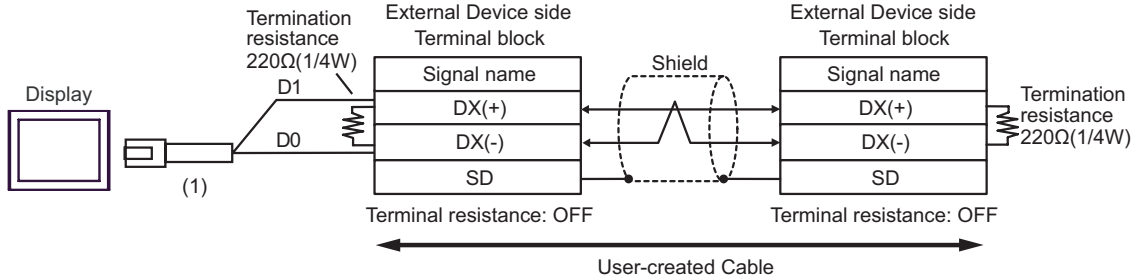 Display
(1)
Termination
resistance
220Ω(1/4W)
D1
D0
External Device side
Terminal block
Signal name
DX(+)
DX(-)
SD
Terminal resistance: OFF
Shield
External Device side
Terminal block
Signal name
DX(+)
DX(-)
SD
Terminal resistance: OFF
Termination
resistance
220Ω(1/4W)
User-created Cable